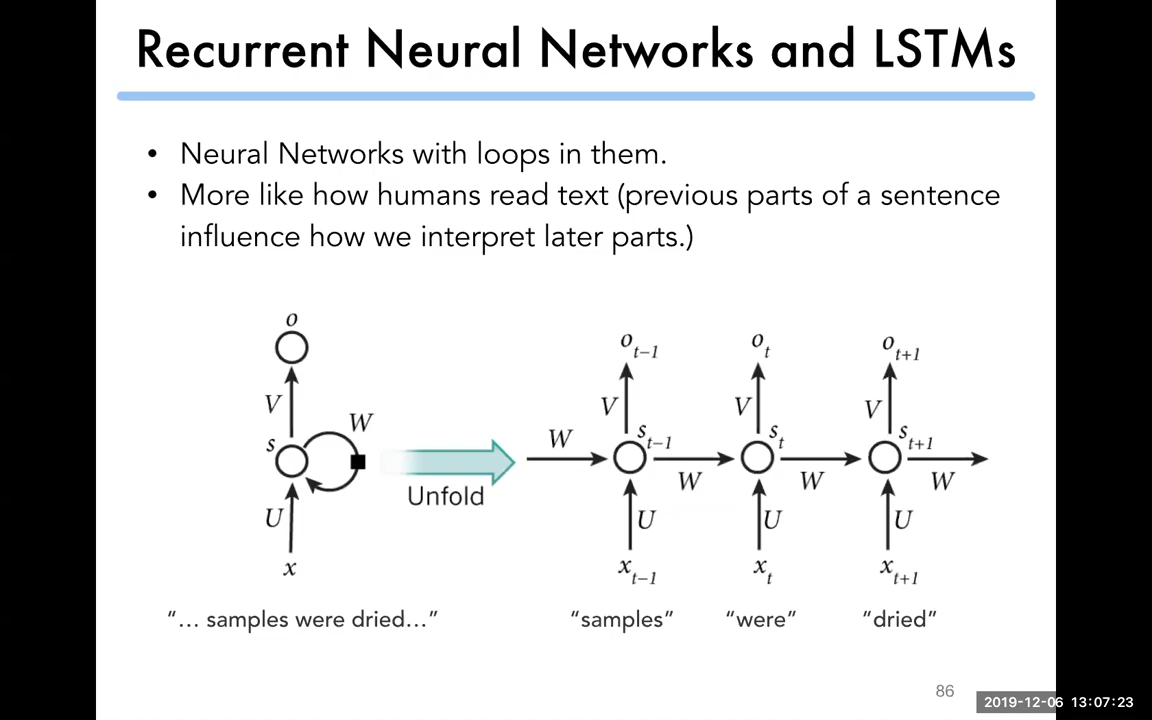 Recurrent Neural Networks and LSTMs
• Neural Networks with loops in them.
• More like how humans read text (previous parts of a sentence
influence how we interpret later parts.)
o
V
W
s
U
x
Unfold
o t−1
o t
o t+1
V
V
V
W
s t−1
s t
s t+1
W
W
W
U
U
U
x t−1
x t
x t+1
“... samples were dried...”
“samples”
“were”
“dried”
86
2019-12-06 13:07:23